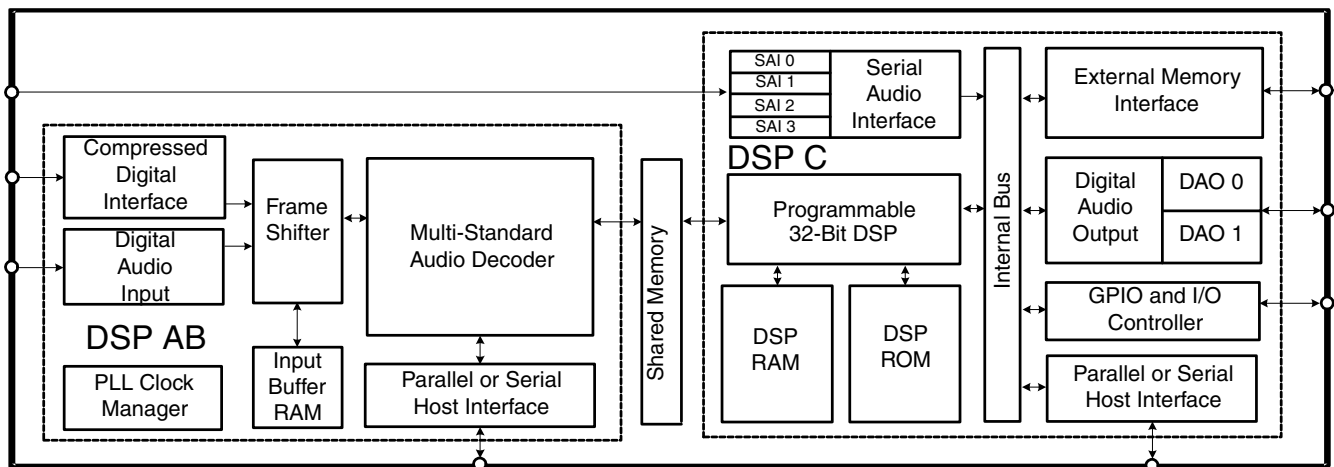 Compressed
Digital
Interface
Digital
Audio
Input
DSP AB
PLL Clock
Manager
Frame
Shifter
Input
Buffer
RAM
Multi-Standard
Audio Decoder
Parallel or Serial
Host Interface
Shared Memory
SAI 0
SAI 1
SAI 2
SAI 3
Serial
Audio
Interface
DSP C
Programmable
32-Bit DSP
DSP
RAM
DSP
ROM
Internal Bus
External Memory
Interface
Digital
Audio
Output
DAO 0
DAO 1
GPIO and I/O
Controller
Parallel or Serial
Host Interface